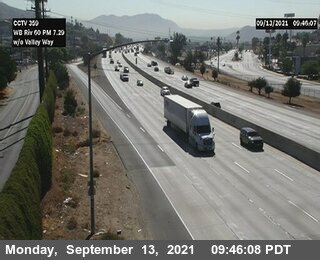 CCTV 359
WB Riv 60 PM 7.29
w/o Valley Way
09/13/2021 09:46:07
Monday, September 13, 2021 09:46:08 PDT